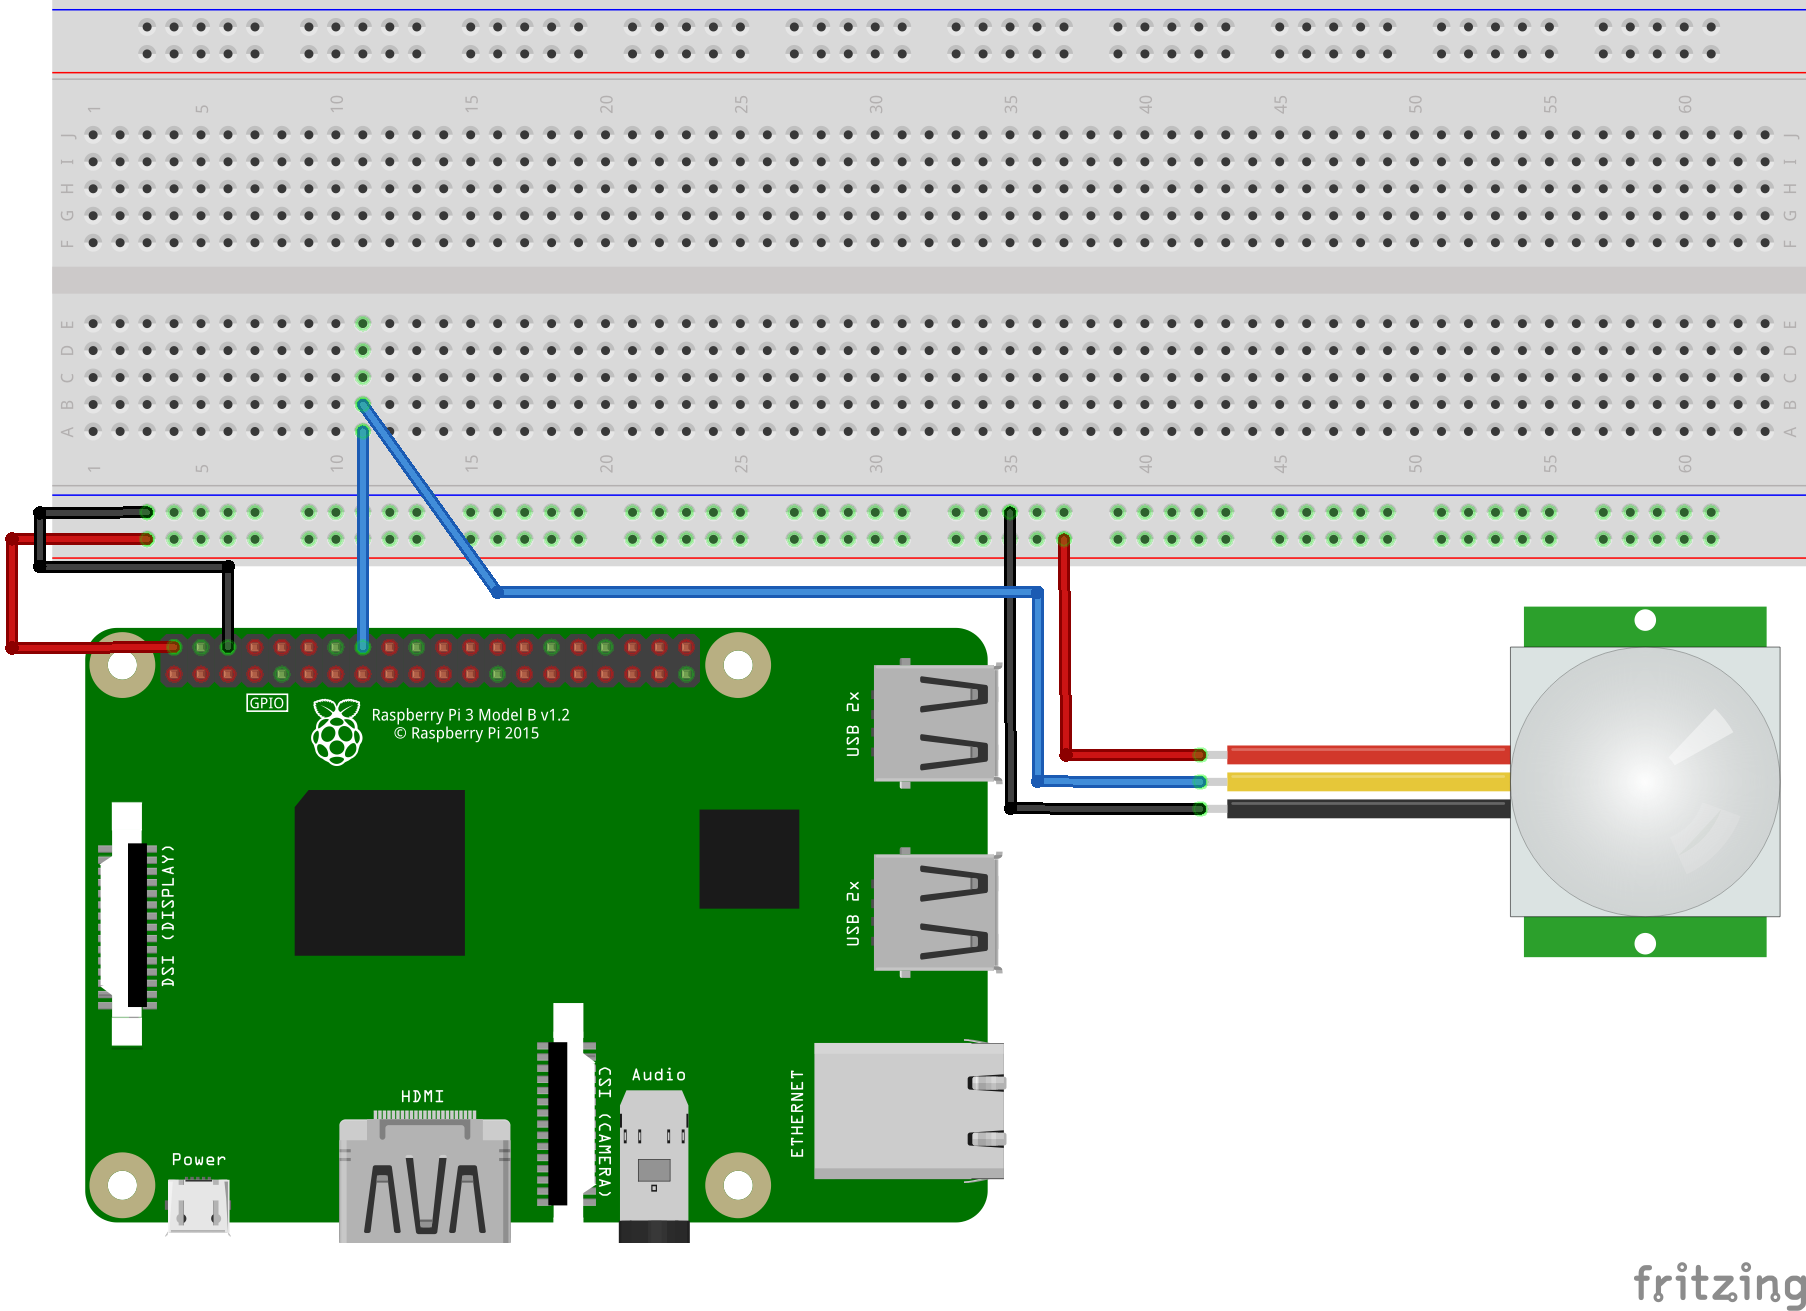 1 5 10 15 20 25 30 35 40 45 50 55 60
J J
I I
H H
G G
F F
E E
D D
C C
B B
A A
1 5 10 15 20 25 30 35 40 45 50 55 60
GPIO
Raspberry Pi 3 Model B v1.2
© Raspberry Pi 2015
USB 2x
DSI (DISPLAY)
USB 2x
CSI (CAMERA)
Audio
ETHERNET
HDMI
Power
fritzing